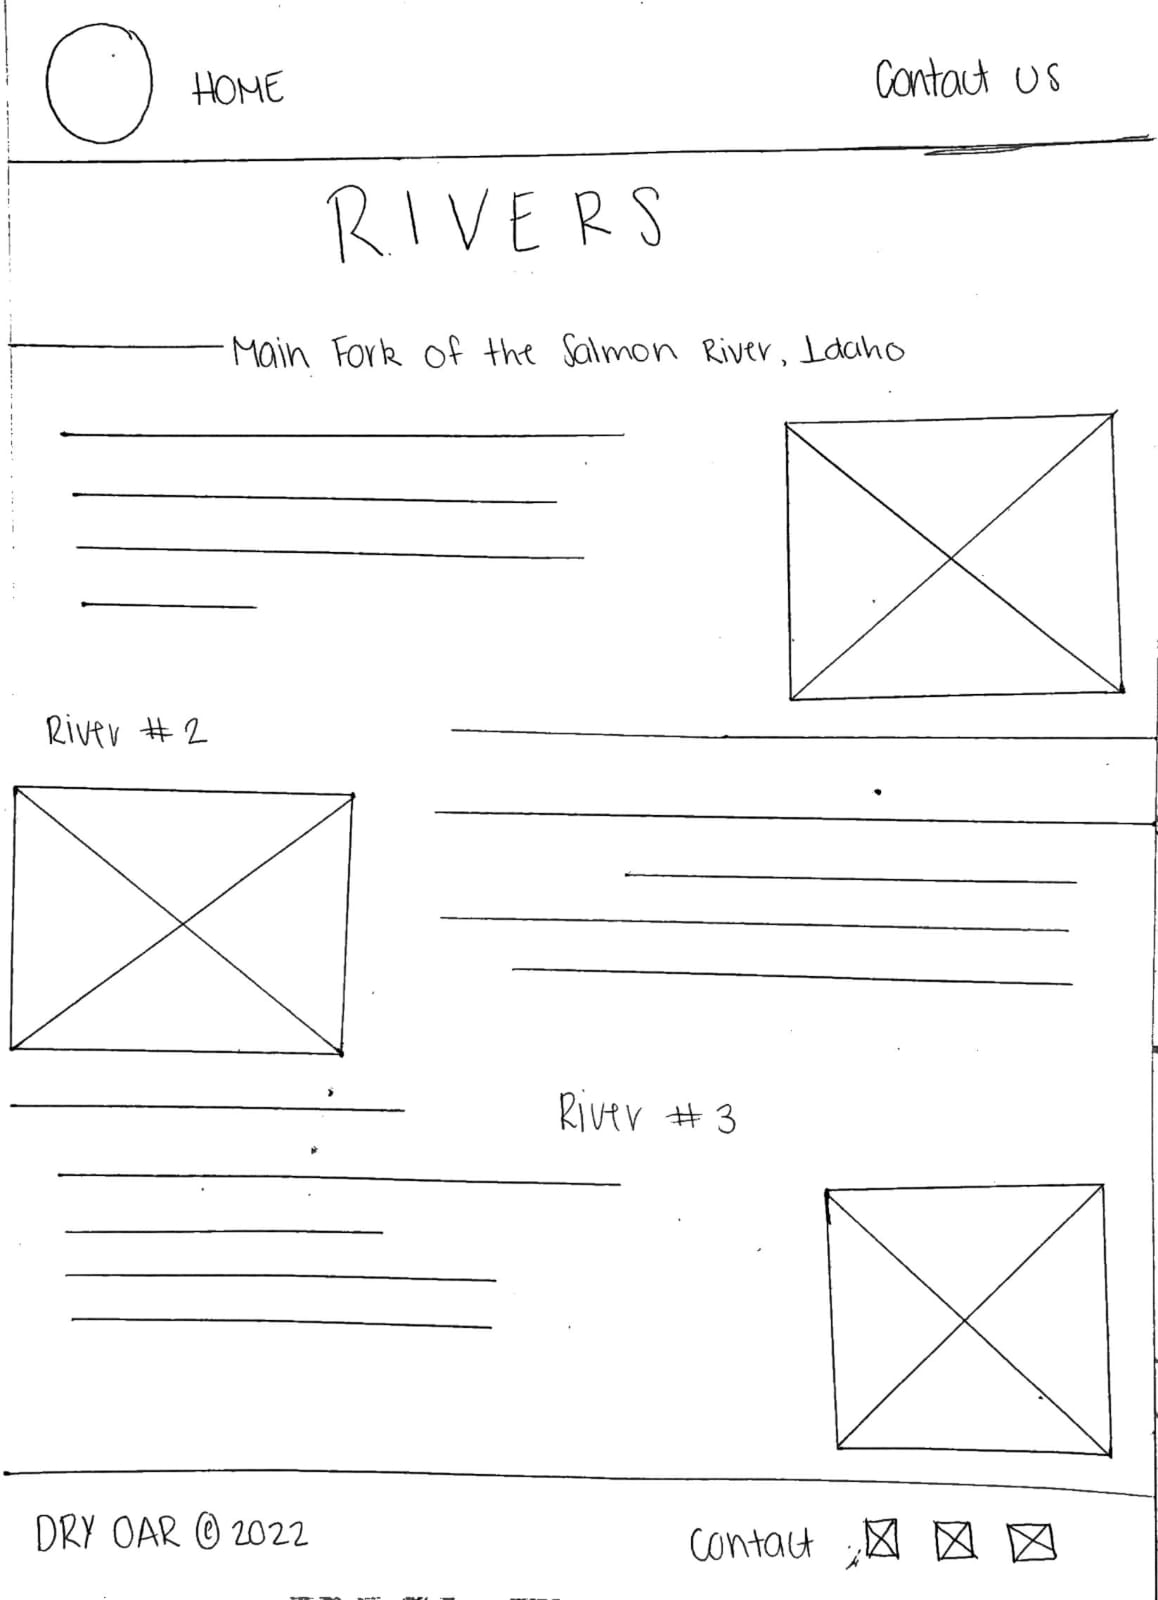 HOME
Contact US
RIVERS
Main Fork of the Salmon River, Idaho
River # 2
River # 3
DRY OAR © 2022
Contact